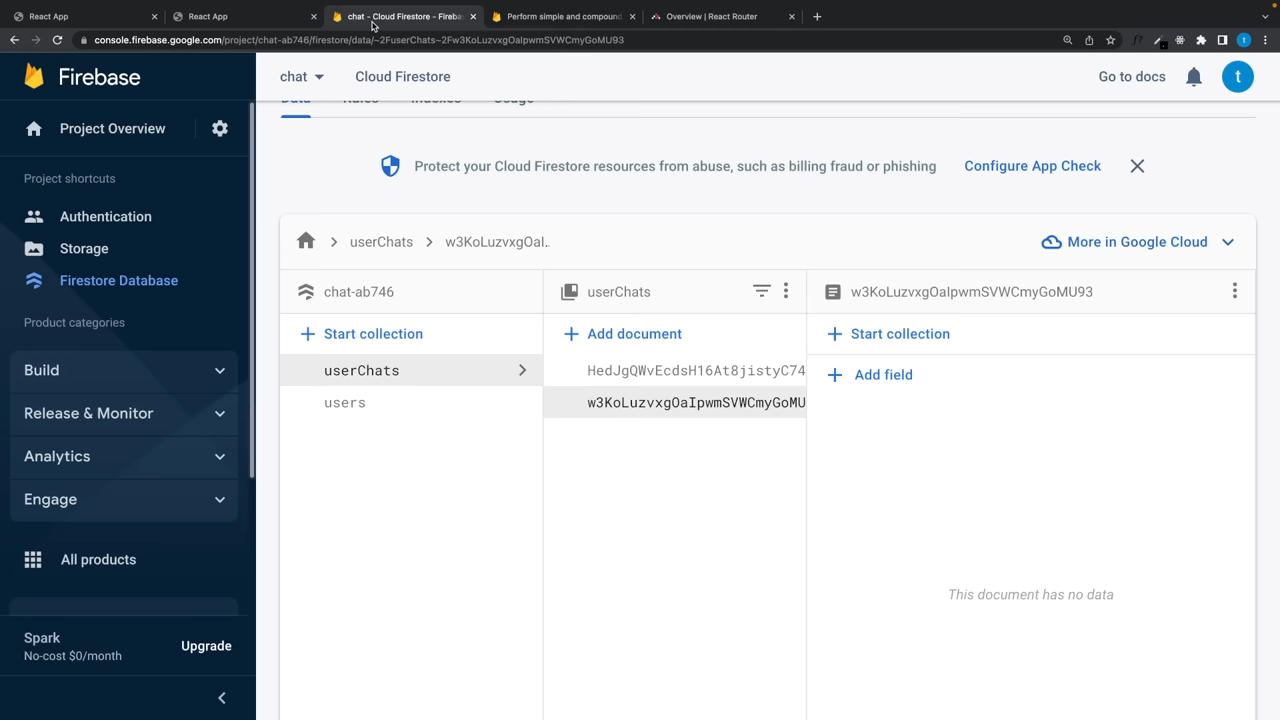 React App
React App
chat - Cloud Firestore - Fireba
Perform simple and compound
Overview | React Router
console.firebase.google.com/project/chat-ab746/firestore/data/~2FuserChats~2Fw3KoLuzvxgOaIpwmSVWCmyGoMU93
Firebase
chat
Cloud Firestore
Go to docs
t
Project Overview
Data
Rules
Indexes
Usage
Protect your Cloud Firestore resources from abuse, such as billing fraud or phishing
Configure App Check
Project shortcuts
Authentication
Storage
Firestore Database
Product categories
Build
Release & Monitor
Analytics
Engage
All products
Spark
No-cost $0/month
Upgrade
userChats
w3KoLuzvxgOaI..
More in Google Cloud
chat-ab746
Start collection
userChats
users
userChats
Add document
HedJgQWvEcdsH16At8jistyC74
w3KoLuzvxgOaIpwmSVWCmyGoMU
w3KoLuzvxgOaIpwmSVWCmyGoMU93
Start collection
Add field
This document has no data